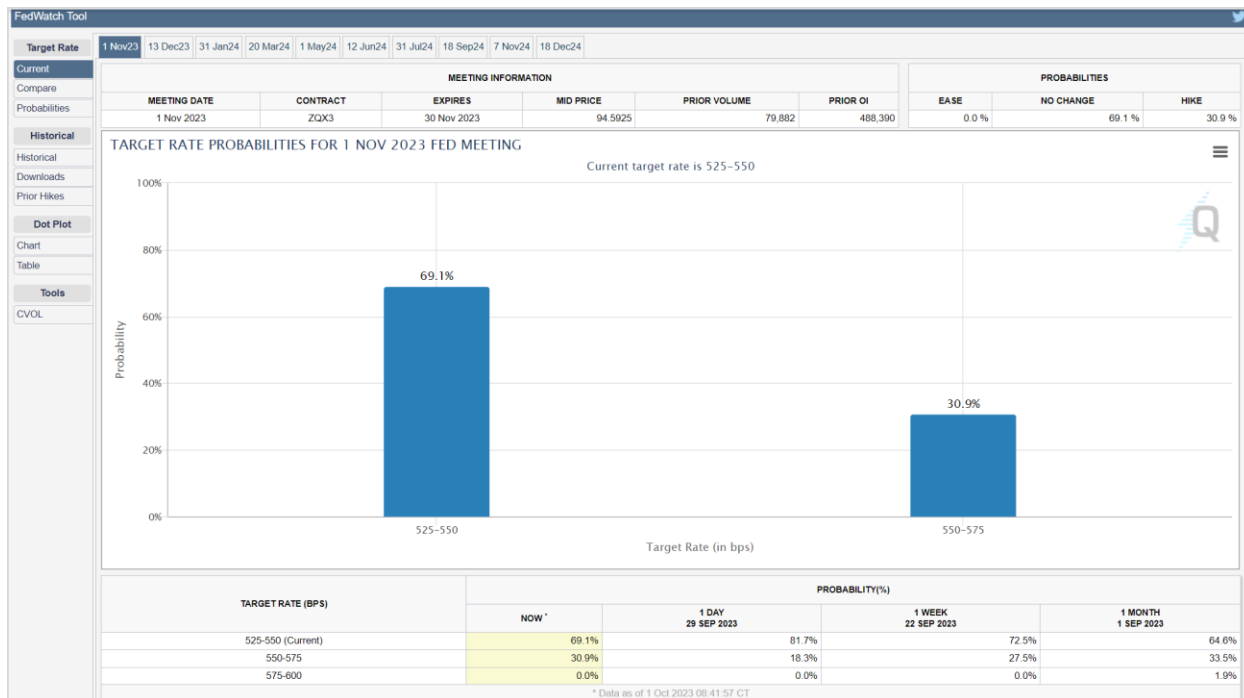 FedWatch Tool
Target Rate
Current
Compare
Probabilities
Historical
Historical
Downloads
Prior Hikes
Dot Plot
Chart
Table
Tools
CVOL
1 Nov23 13 Dec23 31 Jan24 20 Mar24 1 May24 12 Jun24 31 Jul24 18 Sep24 7 Nov24 18 Dec24
MEETING INFORMATION PROBABILITIES
MEETING DATE CONTRACT EXPIRES MID PRICE PRIOR VOLUME PRIOR OI EASE NO CHANGE HIKE
1 Nov 2023 ZQX3 30 Nov 2023 94.5925 79,882 488,390 0.0 % 69.1 % 30.9 %
TARGET RATE PROBABILITIES FOR 1 NOV 2023 FED MEETING
Current target rate is 525–550
100%
80%
60%
40%
20%
0%
Probability
69.1%
30.9%
Q
525–550 550–575
Target Rate (in bps)
TARGET RATE (BPS) PROBABILITY(%)
NOW * 1 DAY 29 SEP 2023 1 WEEK 22 SEP 2023 1 MONTH 1 SEP 2023
525-550 (Current) 69.1% 81.7% 72.5% 64.6%
550-575 30.9% 18.3% 27.5% 33.5%
575-600 0.0% 0.0% 0.0% 1.9%
* Data as of 1 Oct 2023 08:41:57 CT